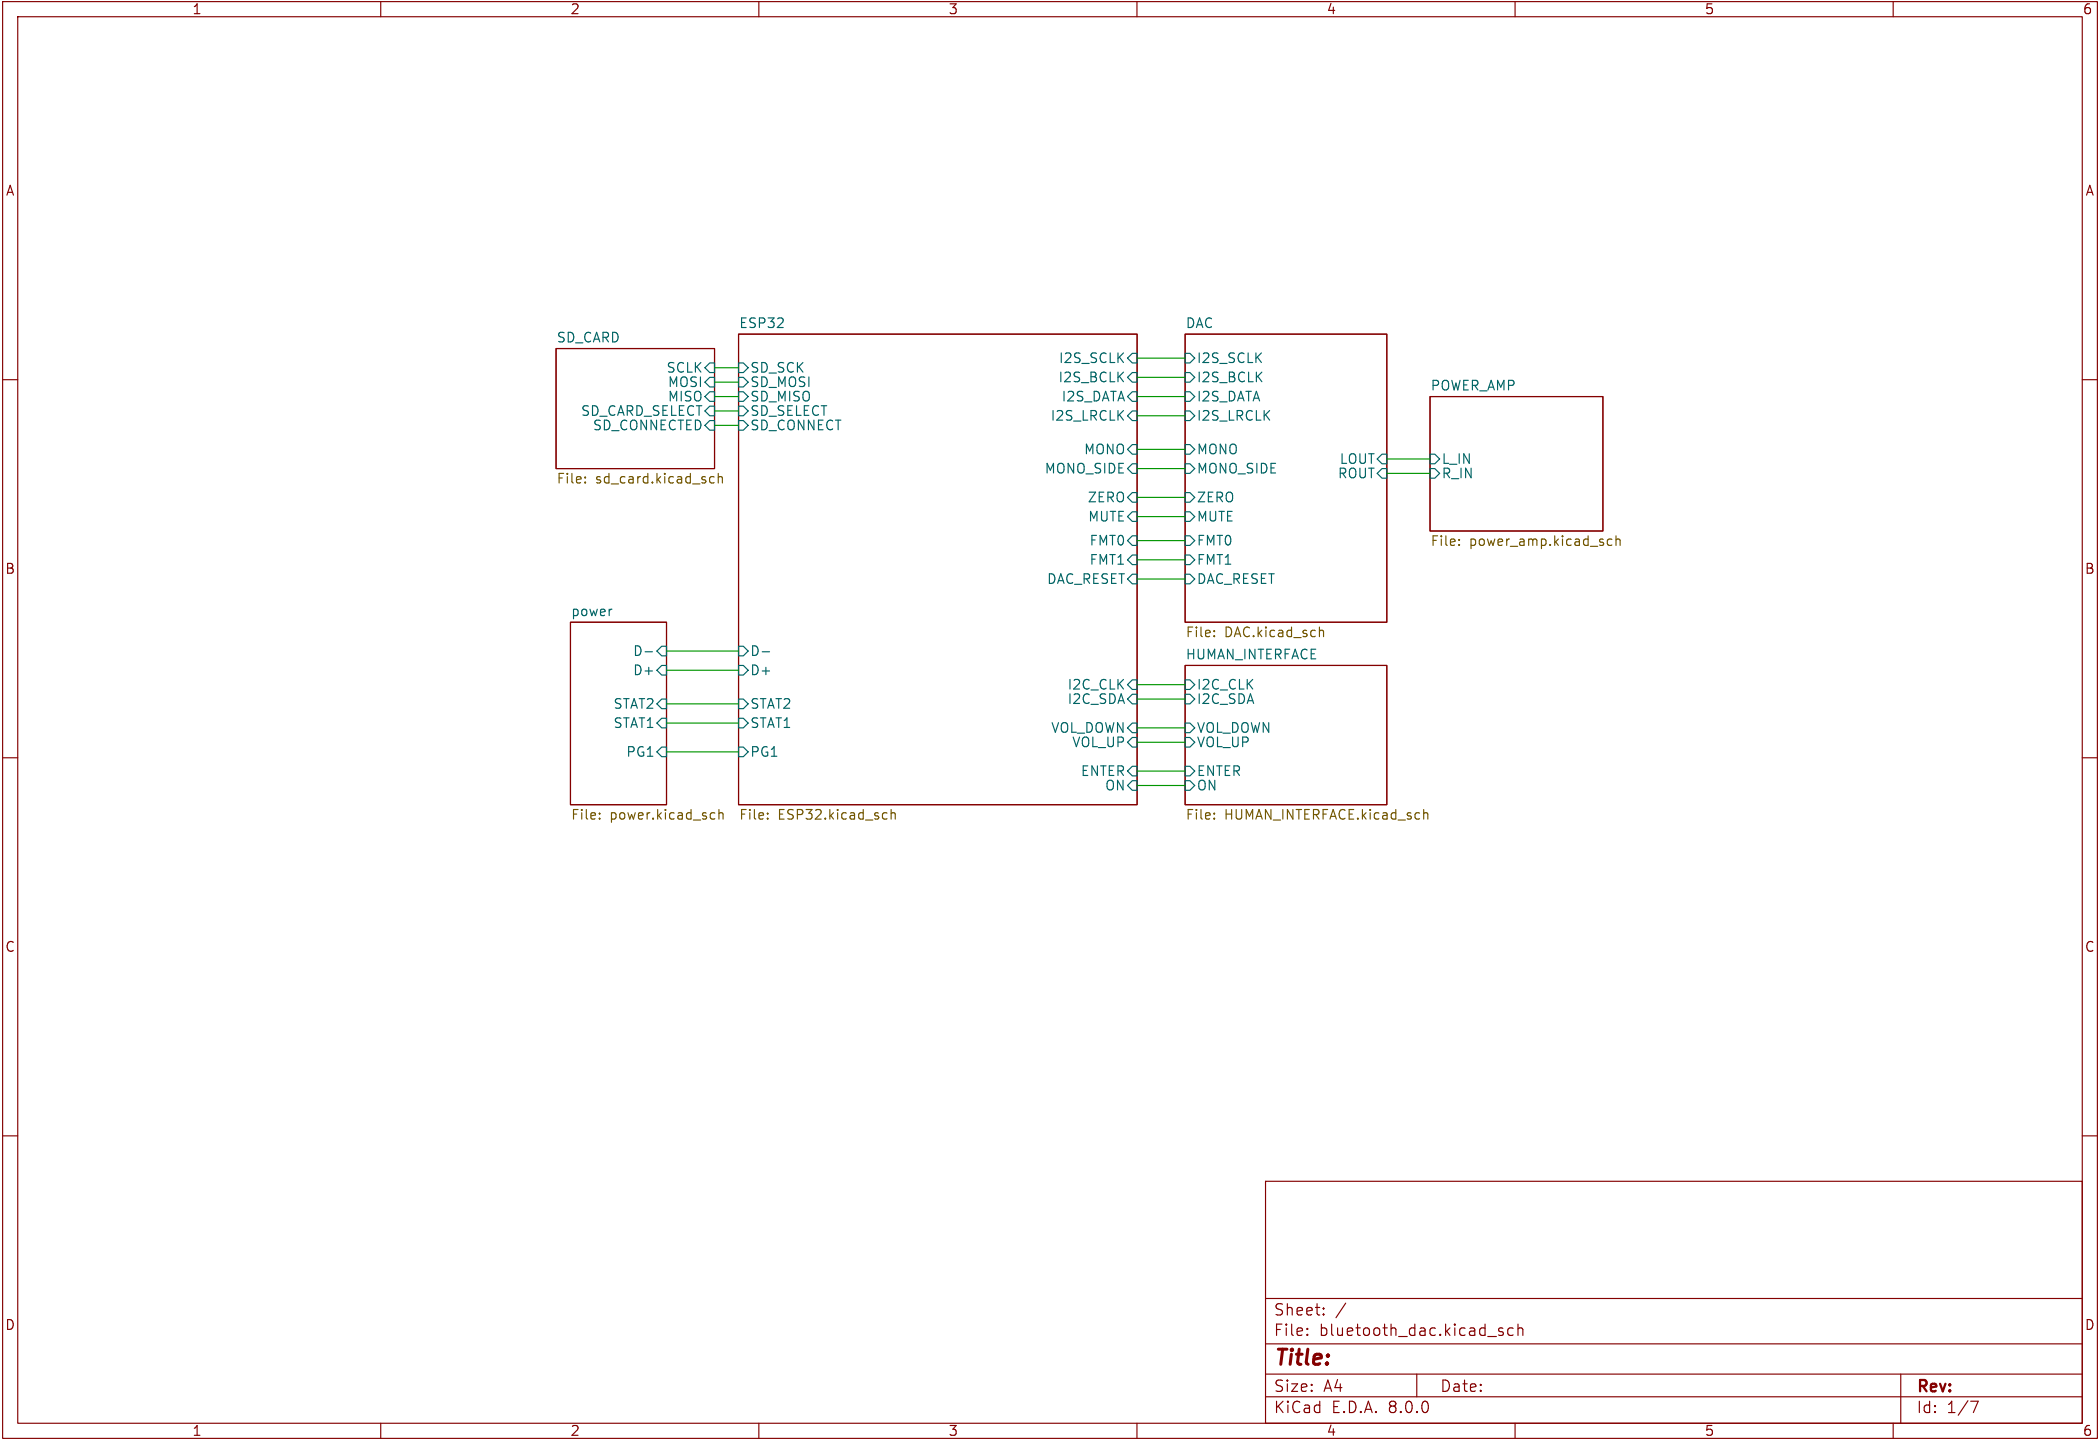 1 2 3 4 5 6
A A
B B
C C
D D
SD_CARD
SCLK
MOSI
MISO
SD_CARD_SELECT
SD_CONNECTED
File: sd_card.kicad_sch
power
D-
D+
STAT2
STAT1
PG1
File: power.kicad_sch
ESP32
SD_SCK
SD_MOSI
SD_MISO
SD_SELECT
SD_CONNECT
D-
D+
STAT2
STAT1
PG1
I2S_SCLK
I2S_BCLK
I2S_DATA
I2S_LRCLK
MONO
MONO_SIDE
ZERO
MUTE
FMT0
FMT1
DAC_RESET
I2C_CLK
I2C_SDA
VOL_DOWN
VOL_UP
ENTER
ON
File: ESP32.kicad_sch
DAC
I2S_SCLK
I2S_BCLK
I2S_DATA
I2S_LRCLK
MONO
MONO_SIDE
ZERO
MUTE
FMT0
FMT1
DAC_RESET
LOUT
ROUT
File: DAC.kicad_sch
HUMAN_INTERFACE
I2C_CLK
I2C_SDA
VOL_DOWN
VOL_UP
ENTER
ON
File: HUMAN_INTERFACE.kicad_sch
POWER_AMP
L_IN
R_IN
File: power_amp.kicad_sch
Sheet: /
File: bluetooth_dac.kicad_sch
Title:
Size: A4 Date: Rev:
KiCad E.D.A. 8.0.0 Id: 1/7
1 2 3 4 5 6